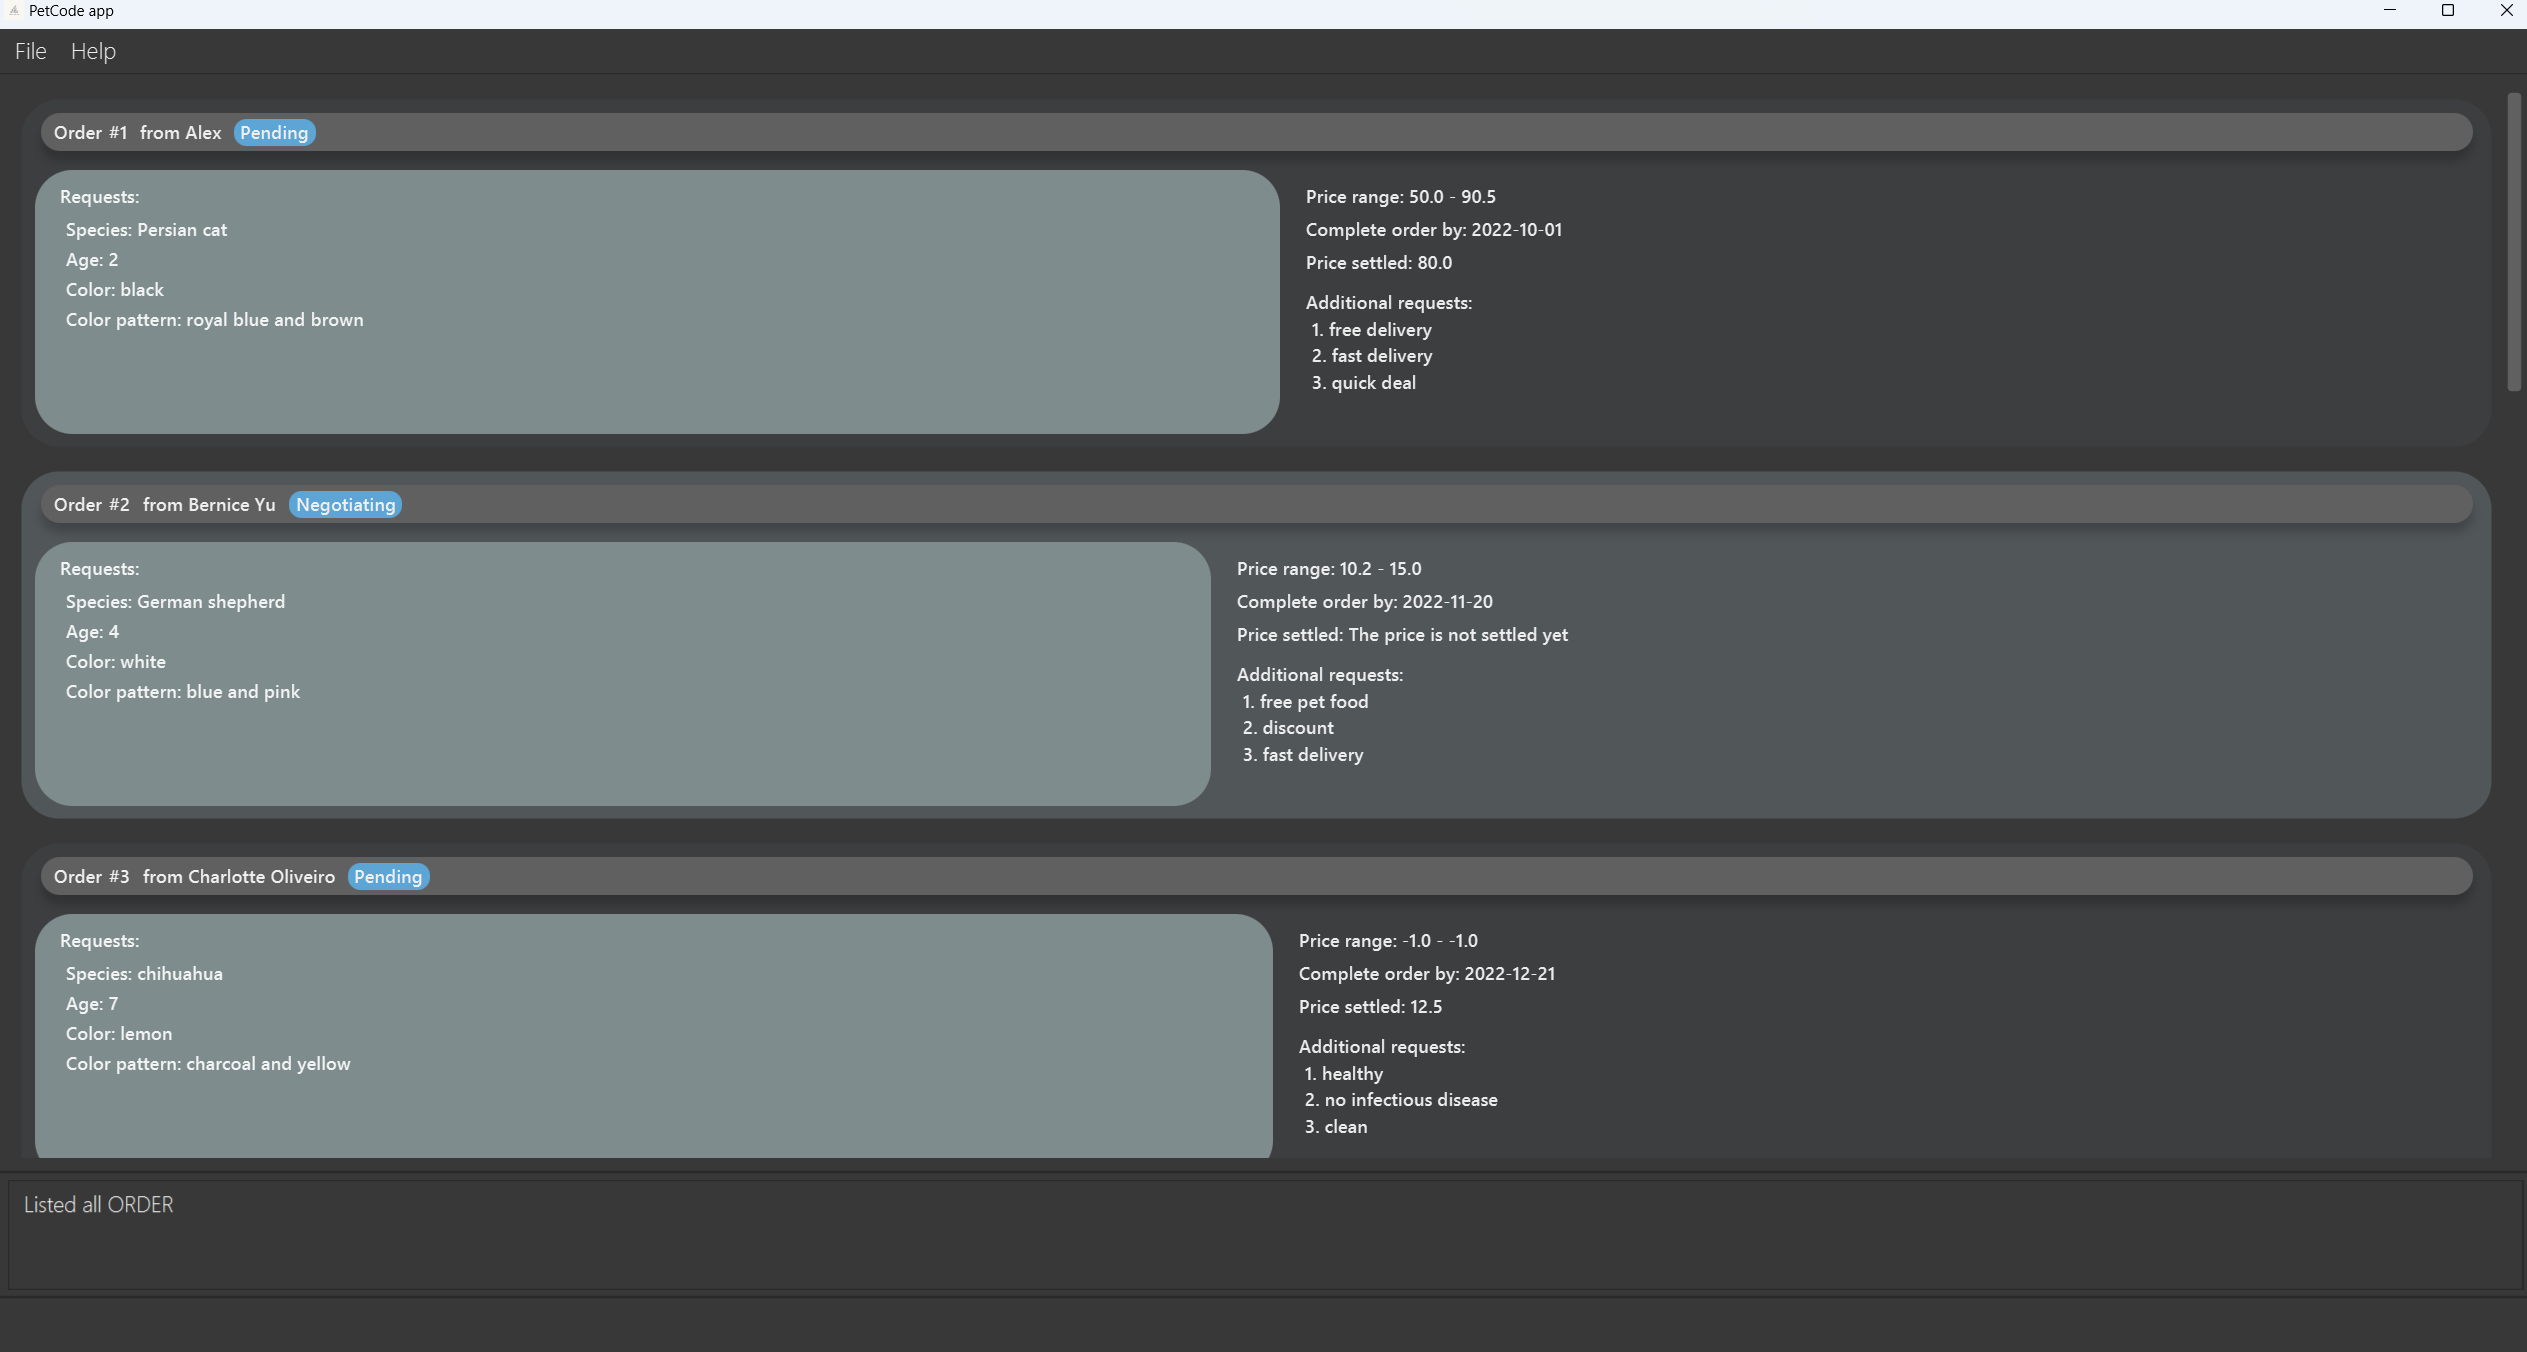 PetCode app
File Help
Order #1 from Alex Pending
Requests:
Species: Persian cat
Age: 2
Color: black
Color pattern: royal blue and brown
Price range: 50.0 - 90.5
Complete order by: 2022-10-01
Price settled: 80.0
Additional requests:
1. free delivery
2. fast delivery
3. quick deal
Order #2 from Bernice Yu Negotiating
Requests:
Species: German shepherd
Age: 4
Color: white
Color pattern: blue and pink
Price range: 10.2 - 15.0
Complete order by: 2022-11-20
Price settled: The price is not settled yet
Additional requests:
1. free pet food
2. discount
3. fast delivery
Order #3 from Charlotte Oliveiro Pending
Requests:
Species: chihuahua
Age: 7
Color: lemon
Color pattern: charcoal and yellow
Price range: -1.0 - -1.0
Complete order by: 2022-12-21
Price settled: 12.5
Additional requests:
1. healthy
2. no infectious disease
3. clean
Listed all ORDER